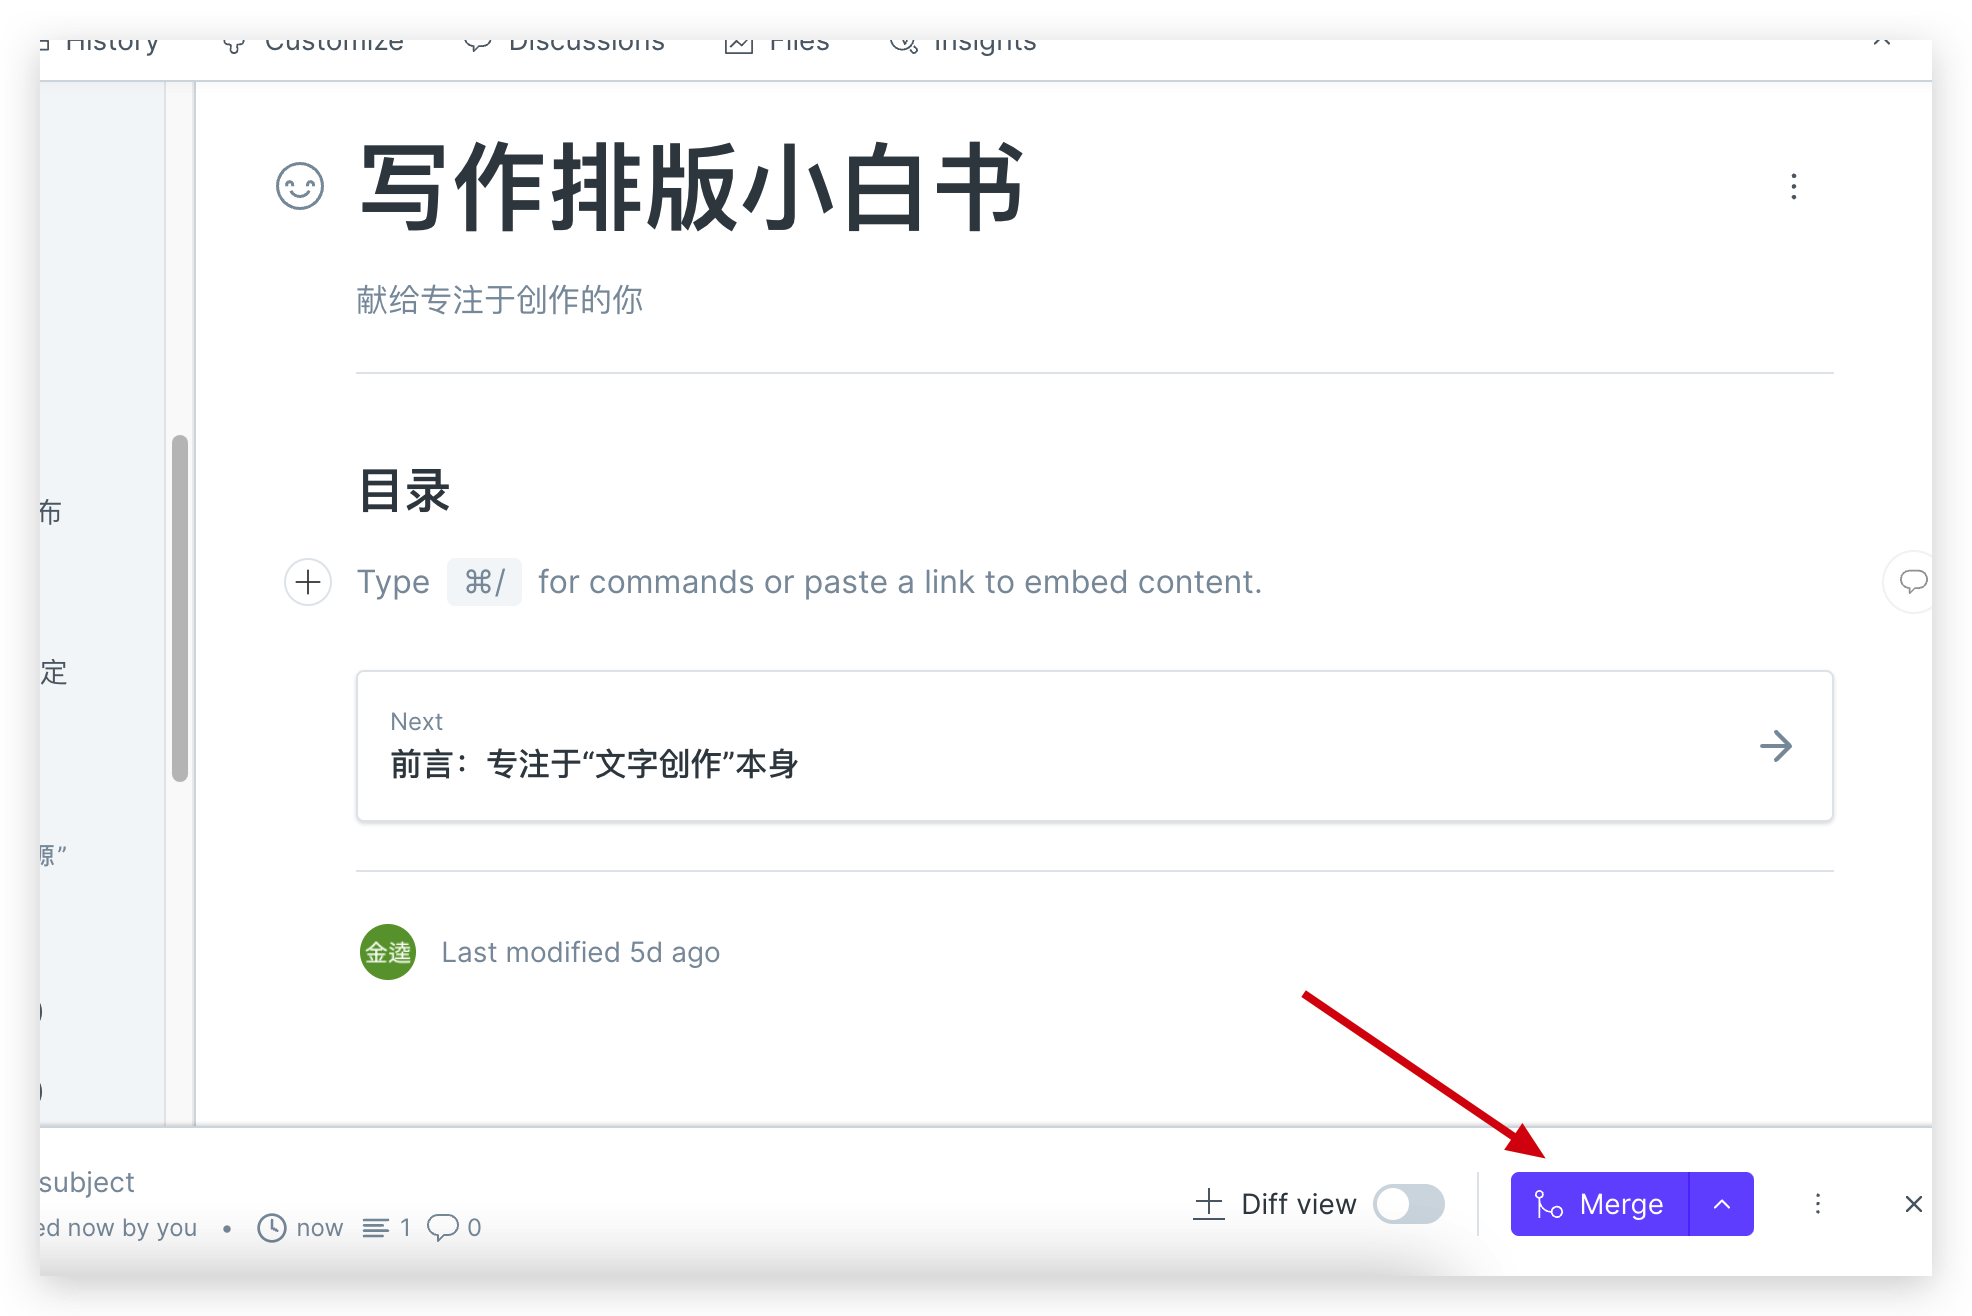 History Customize Discussions Files Insights
写作排版小白书
献给专注于创作的你
目录
布
Type ⌘/ for commands or paste a link to embed content.
定
Next
前言：专注于“文字创作”本身
源”
金逵 Last modified 5d ago
subject
Diff view Merge
ed now by you • now 1 0